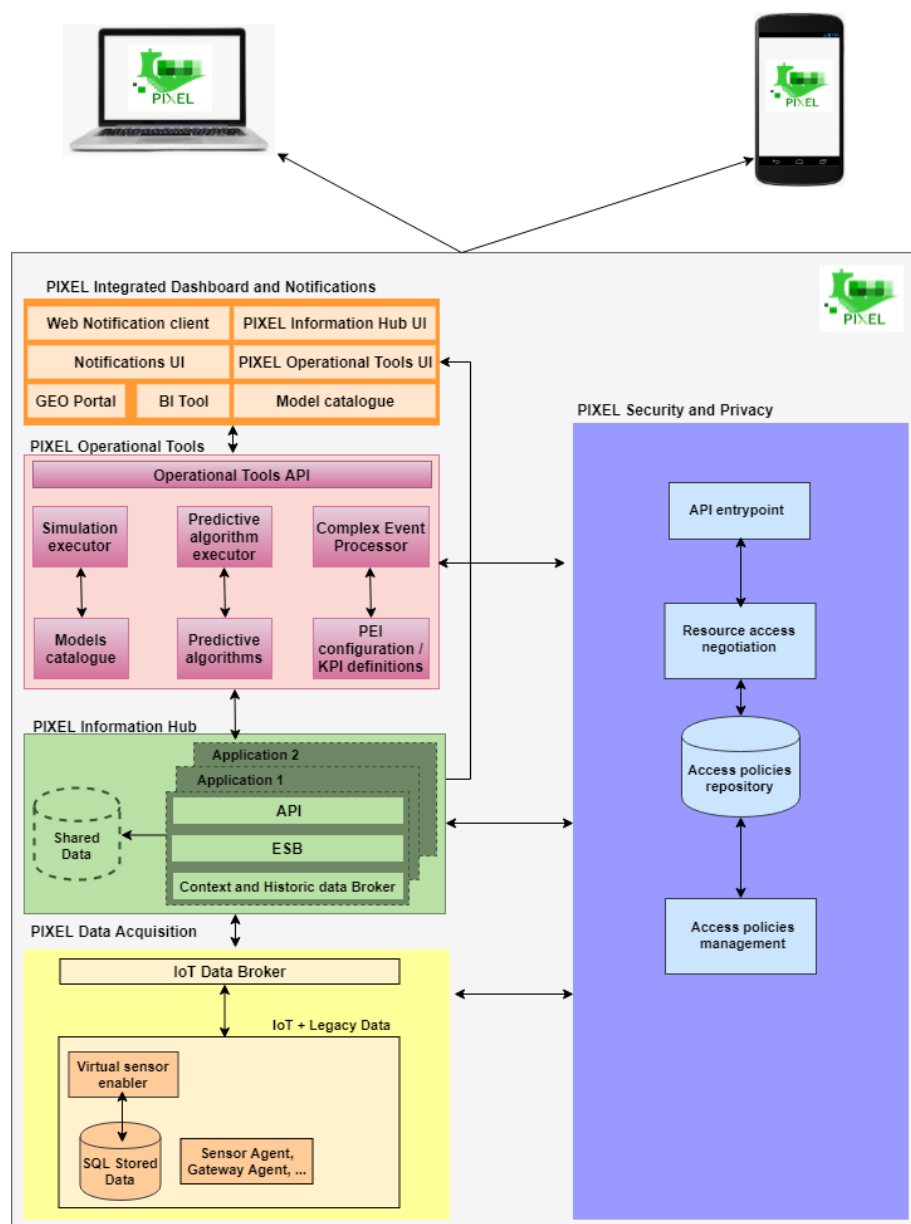 PIXEL
PIXEL
PIXEL Integrated Dashboard and Notifications
PIXEL
Web Notification client
PIXEL Information Hub UI
Notifications UI
PIXEL Operational Tools UI
GEO Portal
BI Tool
Model catalogue
PIXEL Operational Tools
Operational Tools API
Simulation
executor
Predictive
algorithm
executor
Complex Event
Processor
Models
catalogue
Predictive
algorithms
PEI
configuration /
KPI definitions
PIXEL Information Hub
Application 2
Application 1
API
ESB
Context and Historic data Broker
Shared
Data
PIXEL Data Acquisition
IoT Data Broker
IoT + Legacy Data
Virtual sensor
enabler
SQL Stored
Data
Sensor Agent,
Gateway Agent, ...
PIXEL Security and Privacy
API entrypoint
Resource access
negotiation
Access policies
repository
Access policies
management